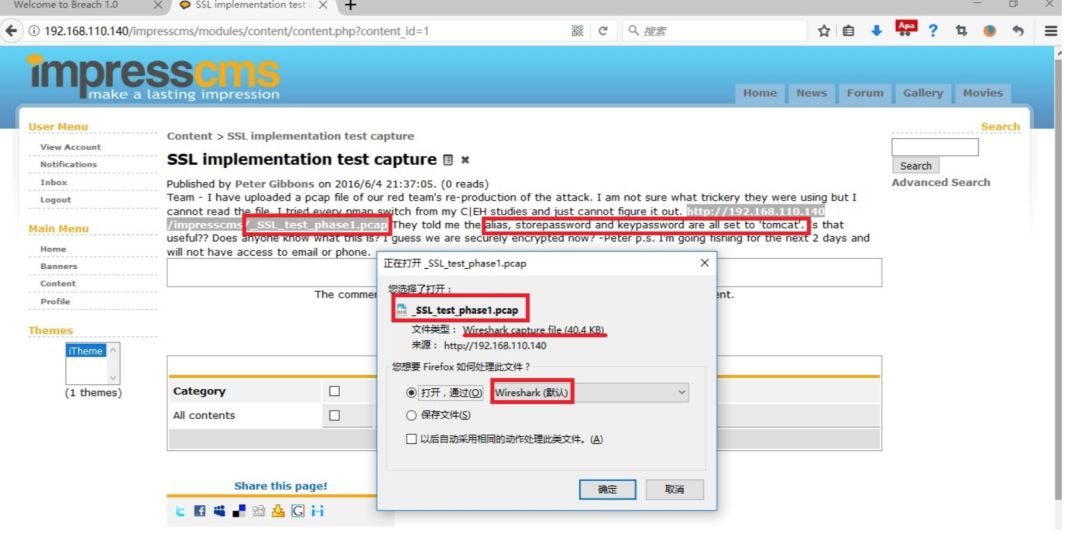 Welcome to Breach 1.0
SSL implementation test
192.168.110.140/impresscms/modules/content/content.php?content_id=1
搜索
Apa
impresscms
make a lasting impression
Home News Forum Gallery Movies
User Menu
View Account
Notifications
Inbox
Logout
Main Menu
Home
Banners
Content
Profile
Themes
iTheme
(1 themes)
Content > SSL implementation test capture
SSL implementation test capture
Published by Peter Gibbons on 2016/6/4 21:37:05. (0 reads)
Team - I have uploaded a pcap file of our red team's re-production of the attack. I am not sure what trickery they were using but I
cannot read the file. I tried every nmap switch from my C|EH studies and just cannot figure it out. http://192.168.110.140
/impresscms/_SSL_test_phase1.pcap They told me the alias, storepassword and keypassword are all set to 'tomcat'. Is that
useful?? Does anyone know what this is? I guess we are securely encrypted now? -Peter p.s. I'm going fishing for the next 2 days and
will not have access to email or phone.
The comme
nt.
Category
All contents
Share this page!
Search
Search
Advanced Search
正在打开 _SSL_test_phase1.pcap
您选择了打开：
_SSL_test_phase1.pcap
文件类型： Wireshark capture file (40.4 KB)
来源： http://192.168.110.140
您想要 Firefox 如何处理此文件？
打开，通过(O) Wireshark (默认)
保存文件(S)
以后自动采用相同的动作处理此类文件。(A)
确定 取消